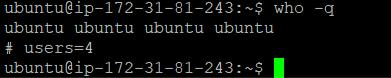 ubuntu@ip-172-31-81-243:~$ who -q
ubuntu ubuntu ubuntu ubuntu
# users=4
ubuntu@ip-172-31-81-243:~$